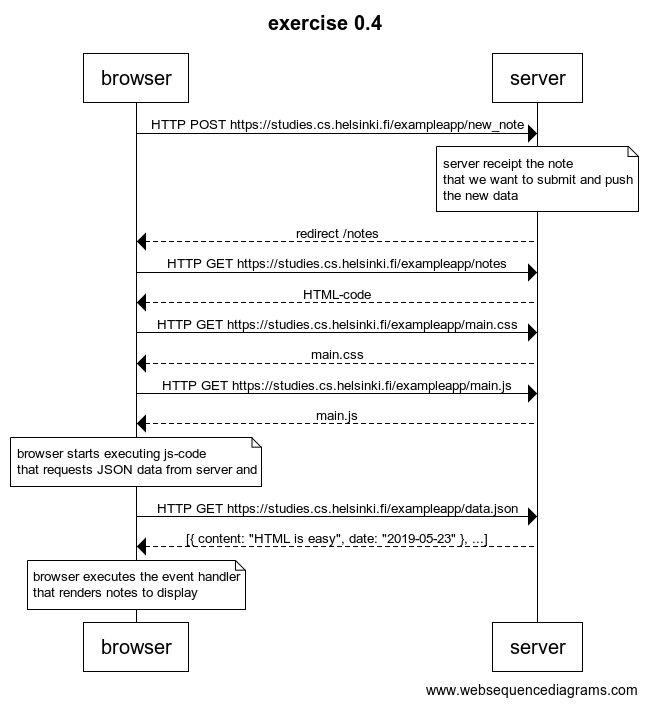 exercise 0.4
browser
server
HTTP POST https://studies.cs.helsinki.fi/exampleapp/new_note
server receipt the note
that we want to submit and push
the new data
redirect /notes
HTTP GET https://studies.cs.helsinki.fi/exampleapp/notes
HTML-code
HTTP GET https://studies.cs.helsinki.fi/exampleapp/main.css
main.css
HTTP GET https://studies.cs.helsinki.fi/exampleapp/main.js
main.js
browser starts executing js-code
that requests JSON data from server and
HTTP GET https://studies.cs.helsinki.fi/exampleapp/data.json
[{ content: "HTML is easy", date: "2019-05-23" }, ...]
browser executes the event handler
that renders notes to display
browser
server
www.websequencediagrams.com